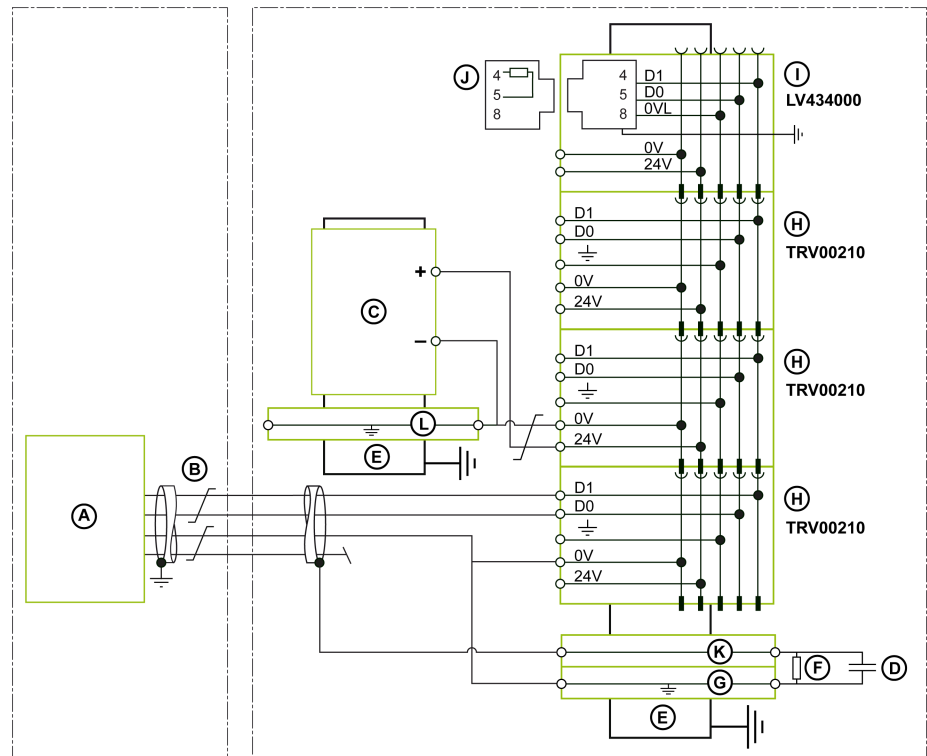 J
4
5
8
4
5
8
D1
D0
0VL
0V
24V
I
LV434000
D1
D0
0V
24V
H
TRV00210
C
+
−
D1
D0
0V
24V
H
TRV00210
L
E
A
B
D1
D0
0V
24V
H
TRV00210
K
G
F
D
E